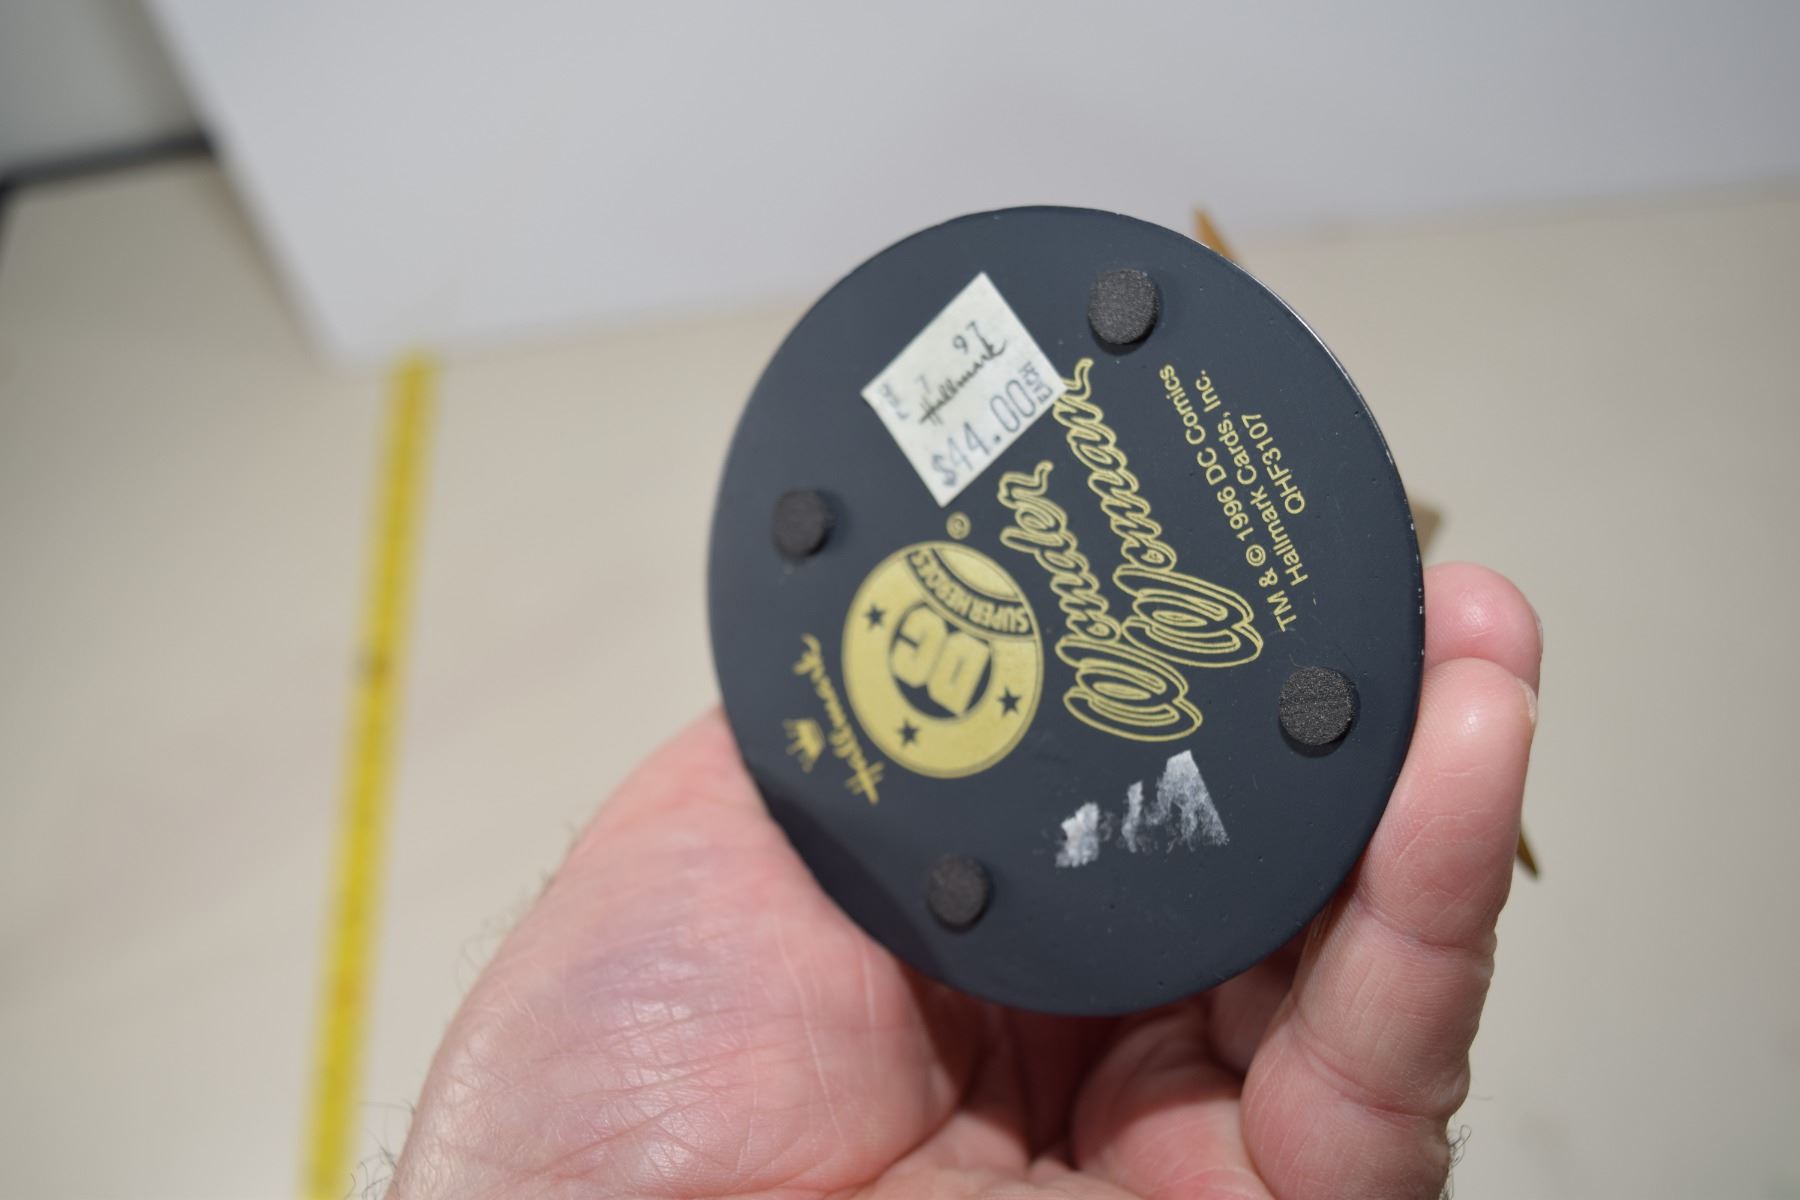 Hallmark
DC
SUPER HEROES
©
Wonder
Woman
TM & © 1996 DC Comics
Hallmark Cards, Inc.
QHF3107
7 97
Hallmark
$44.00